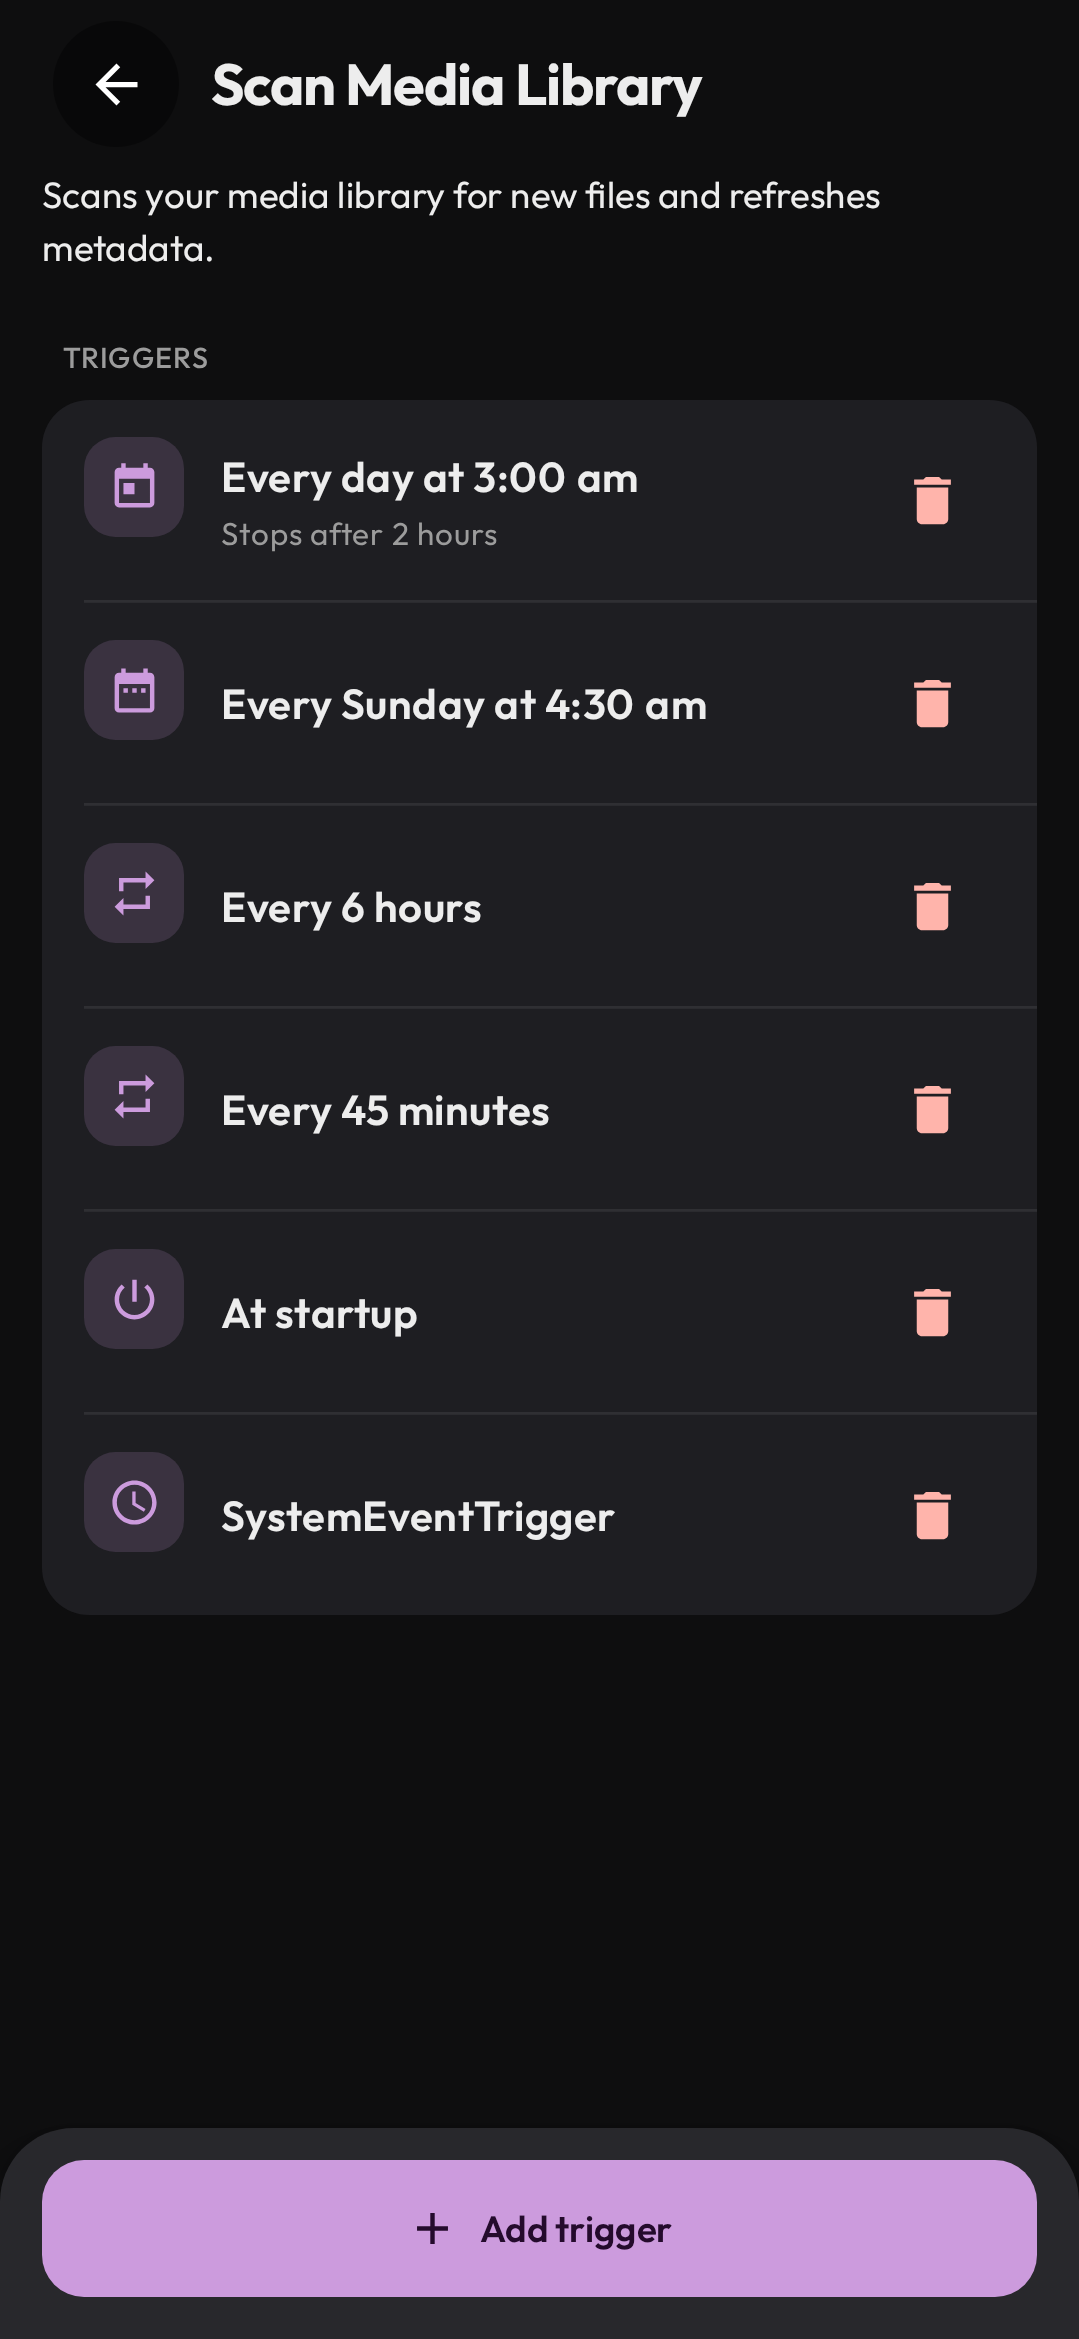 Scan Media Library
Scans your media library for new files and refreshes
metadata.
TRIGGERS
Every day at 3:00 am
Stops after 2 hours
Every Sunday at 4:30 am
Every 6 hours
Every 45 minutes
At startup
SystemEventTrigger
Add trigger